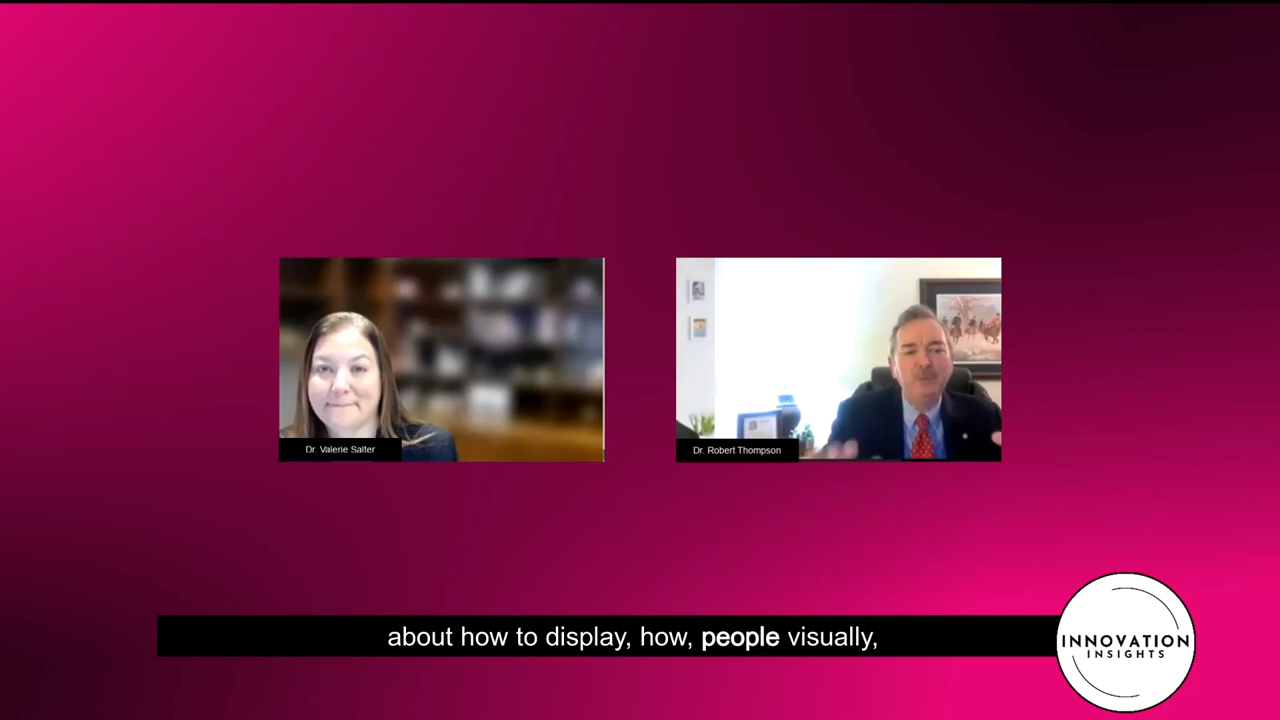 Dr. Valerie Salter
Dr. Robert Thompson
about how to display, how, people visually,
INNOVATION
INSIGHTS